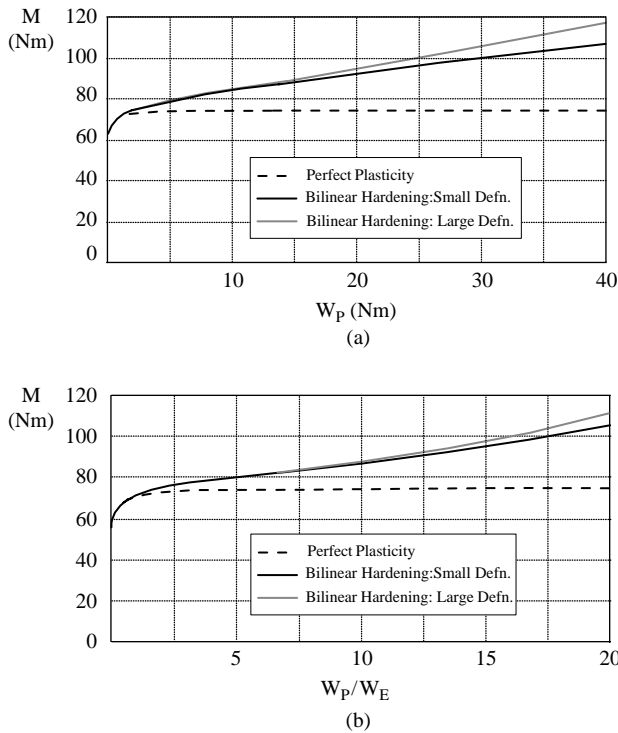 M
(Nm)
120
100
80
60
40
20
0
Perfect Plasticity
Bilinear Hardening:Small Defn.
Bilinear Hardening: Large Defn.
10
20
30
40
W_P (Nm)
(a)
M
(Nm)
120
100
80
60
40
20
0
Perfect Plasticity
Bilinear Hardening:Small Defn.
Bilinear Hardening: Large Defn.
5
10
15
20
W_P/W_E
(b)